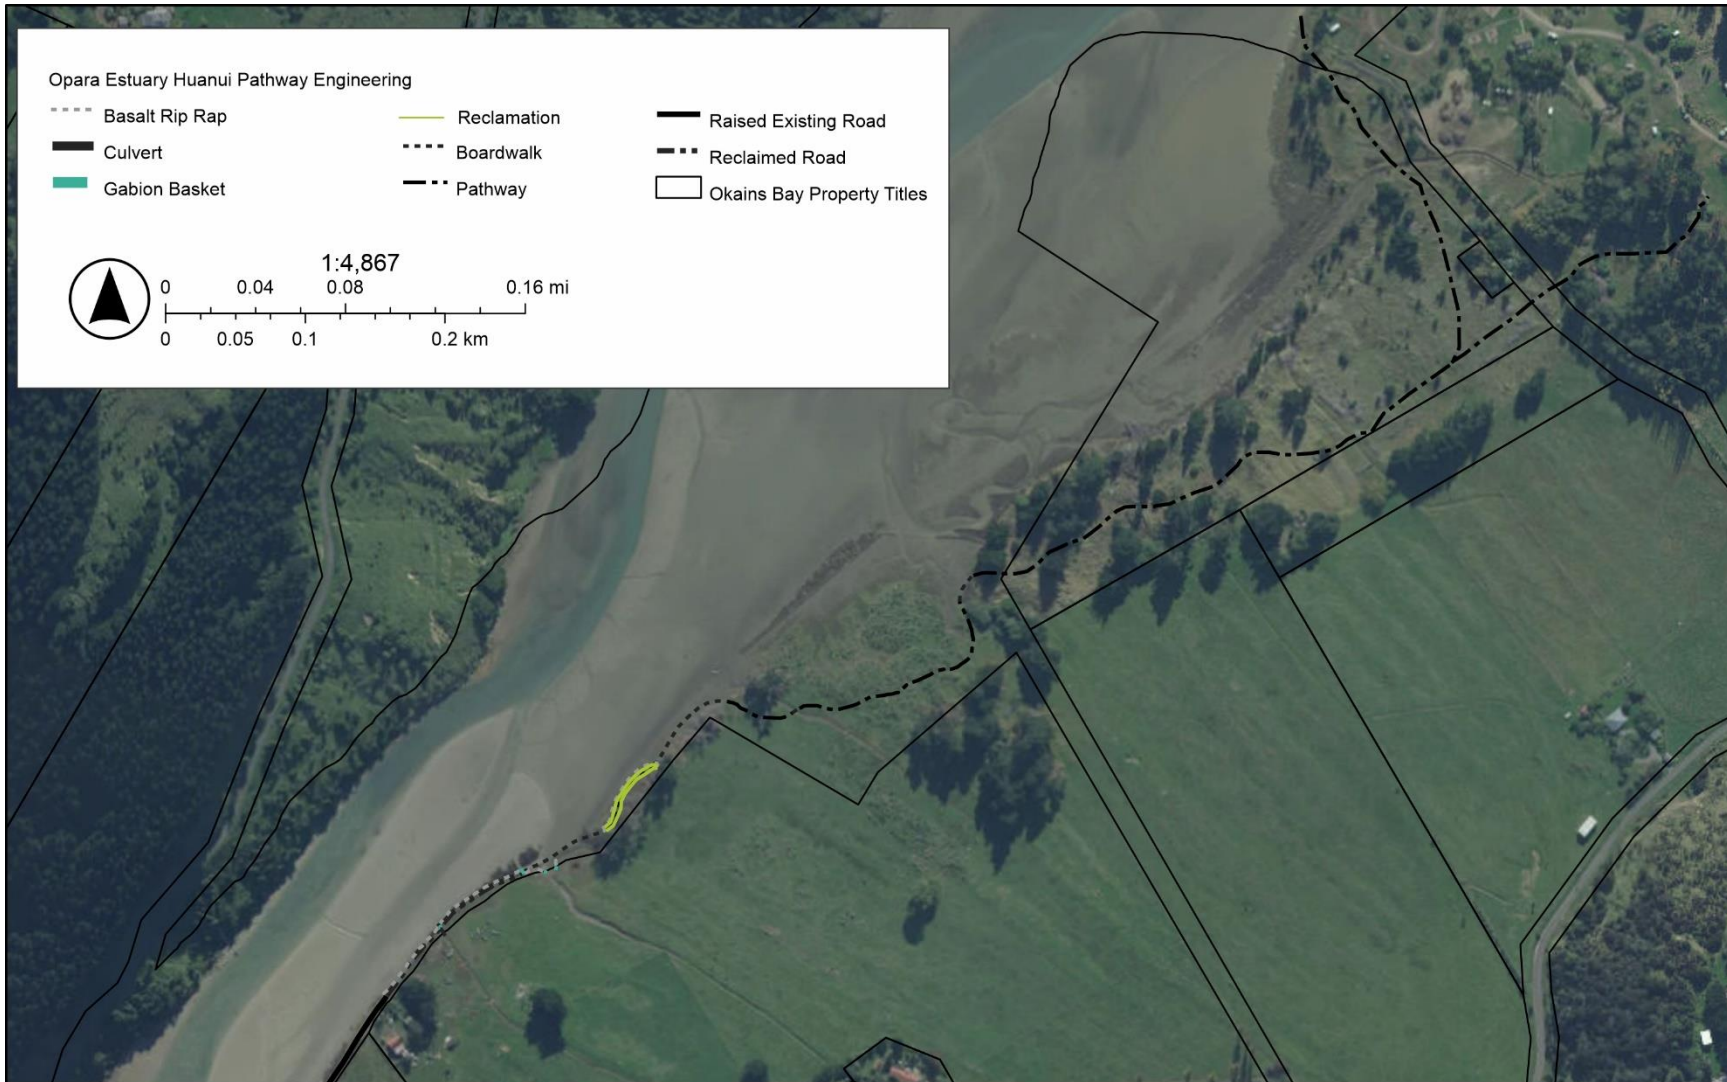 Opara Estuary Huanui Pathway Engineering
Basalt Rip Rap
Reclamation
Raised Existing Road
Culvert
Boardwalk
Reclaimed Road
Gabion Basket
Pathway
Okains Bay Property Titles
1:4,867
0 0.04 0.08 0.16 mi
0 0.05 0.1 0.2 km